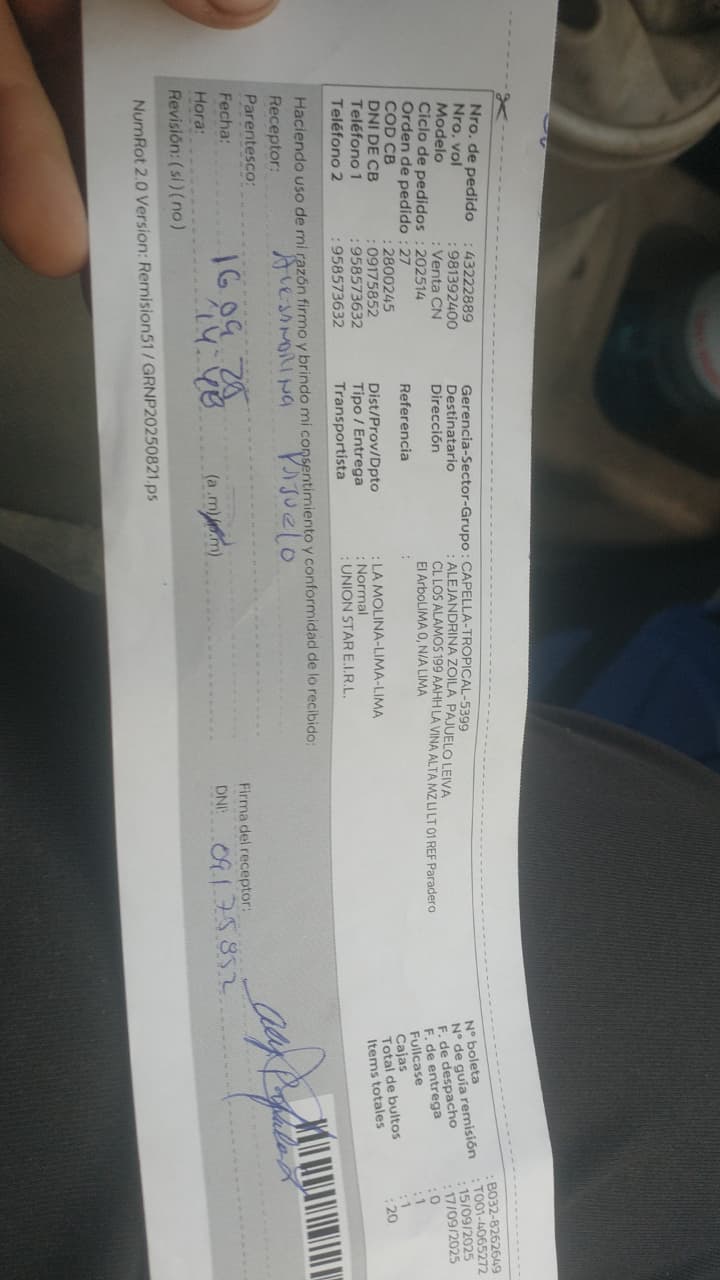 Nro. de pedido : 43222889
Nro. vol : 981392400
Modelo : Venta CN
Ciclo de pedidos : 202514
Orden de pedido : 27
COD CB : 2800245
DNI DE CB : 09175852
Teléfono 1 : 958573632
Teléfono 2 : 958573632
Gerencia-Sector-Grupo : CAPELLA-TROPICAL-5399
Destinatario : ALEJANDRINA ZOILA PAJUELO LEIVA
Dirección CL LOS ALAMOS 199 AAHH LA VINA ALTA MZ LI LT 01 REF Paradero
El ArboLIMA 0, N/A LIMA
Referencia :
Dist/Prov/Dpto : LA MOLINA-LIMA-LIMA
Tipo / Entrega : Normal
Transportista : UNION STAR E.I.R.L.
N° boleta : B032-8262649
N° de guía remisión : T001-4065272
F. de despacho : 15/09/2025
F. de entrega : 17/09/2025
Fullcase : 0
Cajas : 1
Total de bultos : 1
Items totales : 20
Haciendo uso de mi razón firmo y brindo mi consentimiento y conformidad de lo recibido:
Receptor:
Parentesco:
Fecha: 16 09 25
Hora: 14:48 (a.m)(p.m)
Revisión: (si) (no)
Firma del receptor:
DNI: 09175852
NumRot 2.0 Version: Remision51 / GRNP20250821.ps